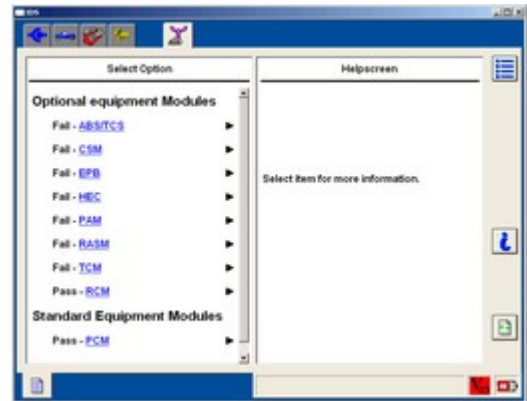 IDS
Select Option
Optional equipment Modules
Fail - ABS/TCS
Fail - CSM
Fail - EPB
Fail - HEC
Fail - PAM
Fail - RASM
Fail - TCM
Pass - RCM
Standard Equipment Modules
Pass - PCM
Helpscreen
Select item for more information.